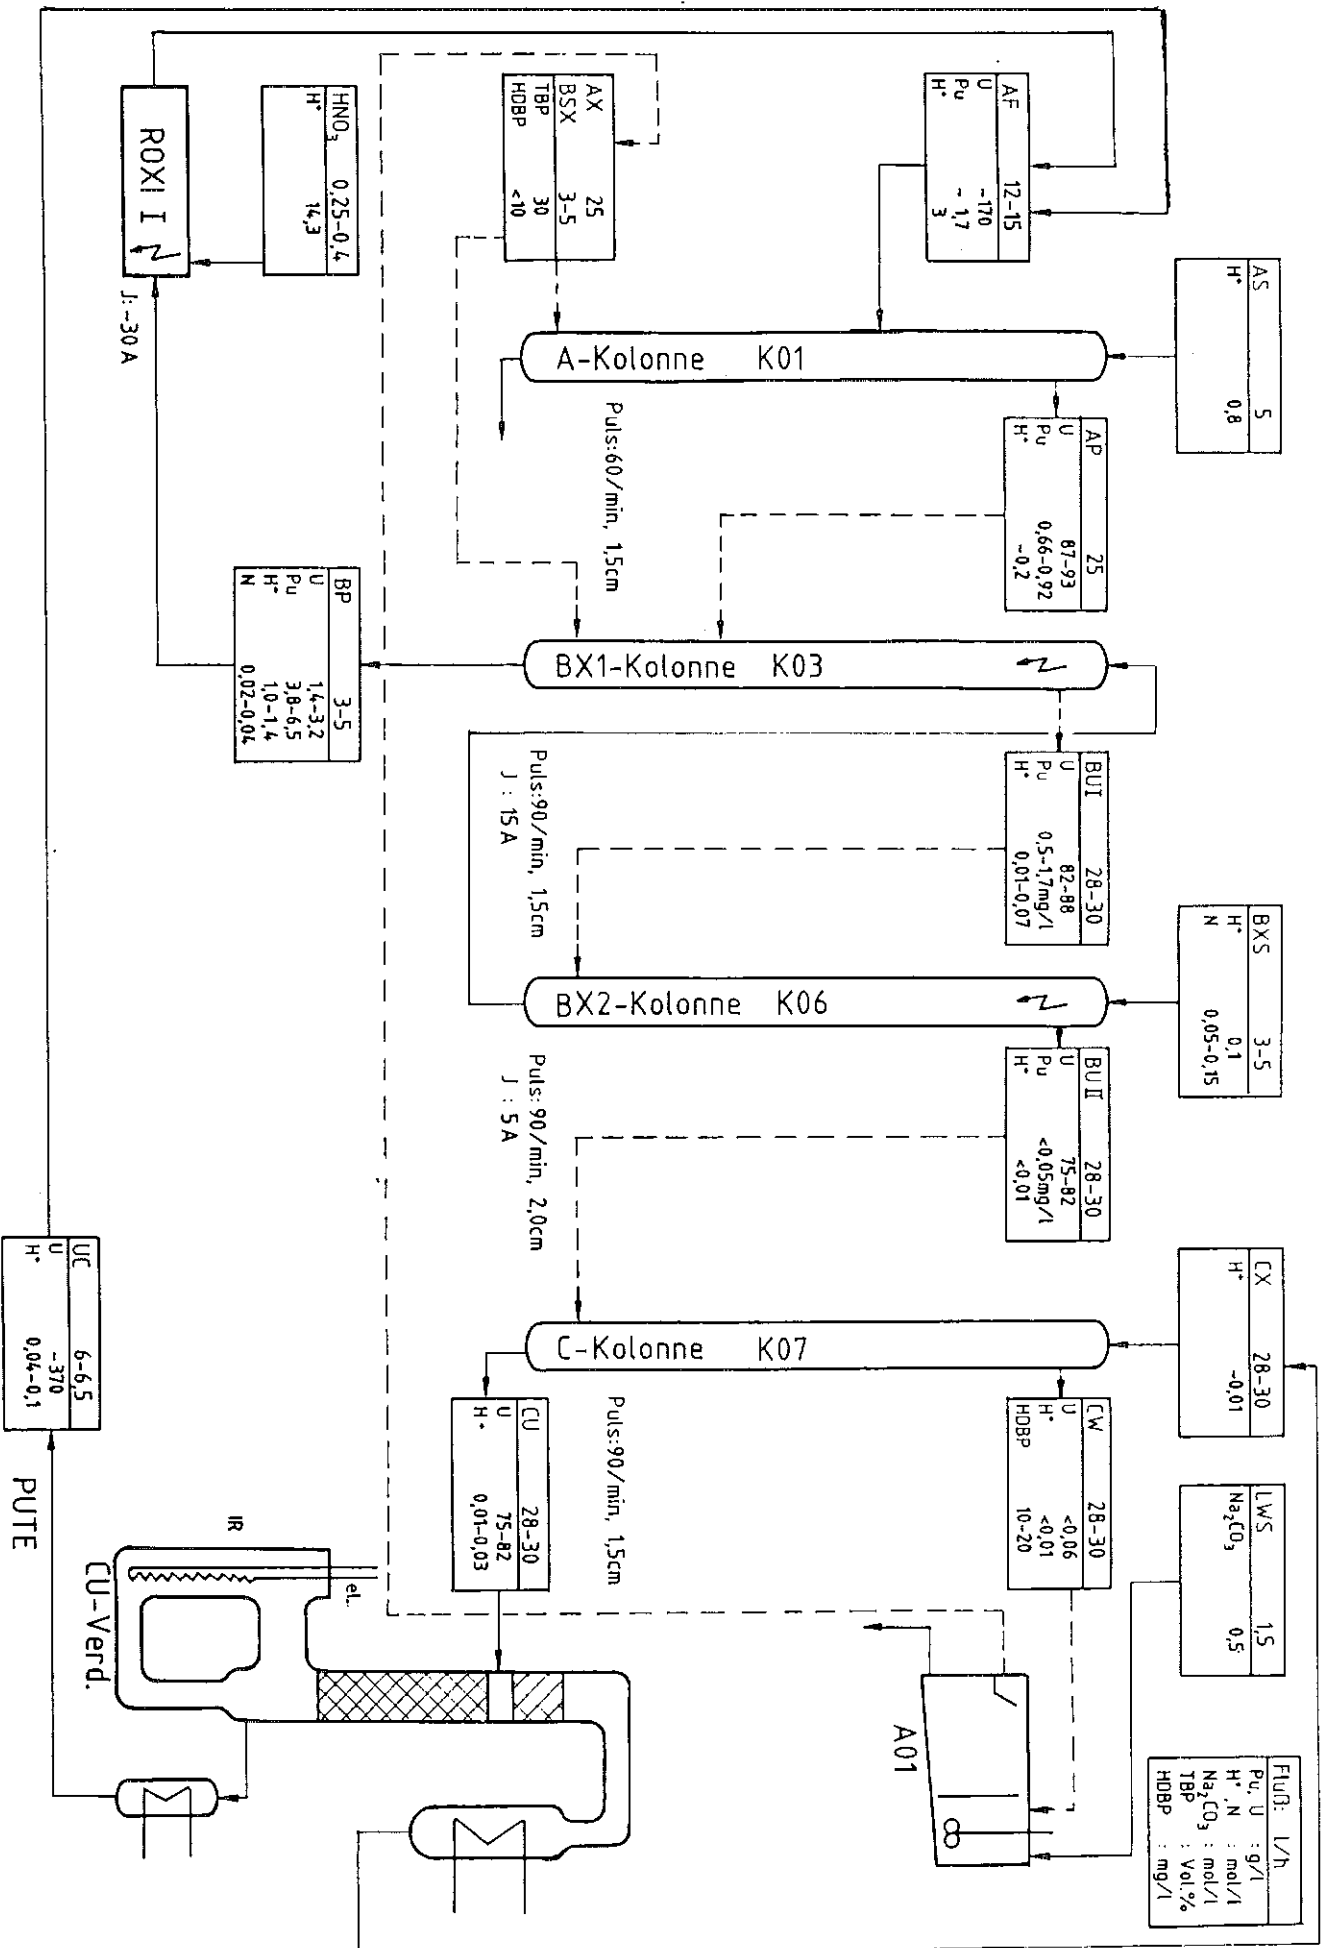 AS 5
H⁺ 0,8
BXS 3-5
H⁺ 0,1
N 0,05-0,15
CX 28-30
H⁺ ~0,01
LWS 1,5
Na₂CO₃ 0,5
Fluß: l/h
Pu, U : g/l
H⁺, N : mol/l
Na₂CO₃ : mol/l
TBP : Vol.%
HDBP : mg/l
AF 12-15
U ~170
Pu ~1,7
H⁺ 3
AP 25
U 87-93
Pu 0,66-0,92
H⁺ ~0,2
BUI 28-30
U 82-88
Pu 0,5-1,7mg/l
H⁺ 0,01-0,07
BUII 28-30
U 75-82
Pu <0,05mg/l
H⁺ <0,01
CW 28-30
U <0,06
H⁺ <0,01
HDBP 10-20
A01
A-Kolonne K01
BX1-Kolonne K03
BX2-Kolonne K06
C-Kolonne K07
AX 25
BSX 3-5
TBP 30
HDBP <10
Puls:60/min, 1,5cm
Puls:90/min, 1,5cm
J : 15 A
Puls: 90/min, 2,0cm
J : 5 A
Puls:90/min, 1,5cm
CU 28-30
U 75-82
H⁺ 0,01-0,03
HNO₃ 0,25-0,4
H⁺ 14,3
BP 3-5
U 1,4-3,2
Pu 3,8-6,5
H⁺ 1,0-1,4
N 0,02-0,04
el.
IR
ROXI I
J:~30A
CU-Verd.
UC 6-6,5
U ~370
H⁺ 0,04-0,1
PUTE